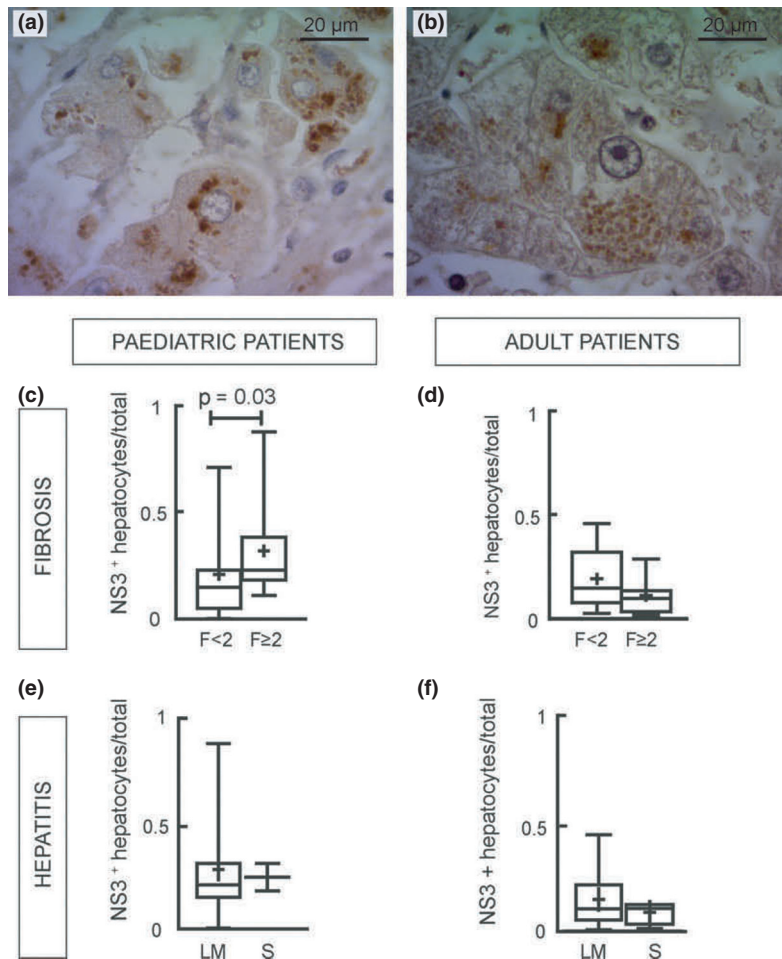 (a)
20 µm
(b)
20 µm
PAEDIATRIC PATIENTS
ADULT PATIENTS
FIBROSIS
(c)
p = 0.03
NS3⁺ hepatocytes/total
1
0.5
0
F<2 F≥2
(d)
NS3⁺ hepatocytes/total
1
0.5
0
F<2 F≥2
HEPATITIS
(e)
NS3⁺ hepatocytes/total
1
0.5
0
LM S
(f)
NS3 + hepatocytes/total
1
0.5
0
LM S